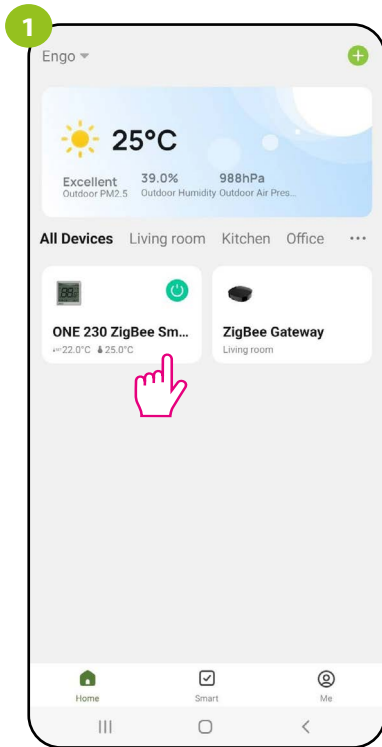 1
Engo
25°C
Excellent 39.0% 988hPa
Outdoor PM2.5 Outdoor Humidity Outdoor Air Pres...
All Devices Living room Kitchen Office ...
ONE 230 ZigBee Sm... ZigBee Gateway
22.0°C 25.0°C Living room
Home Smart Me